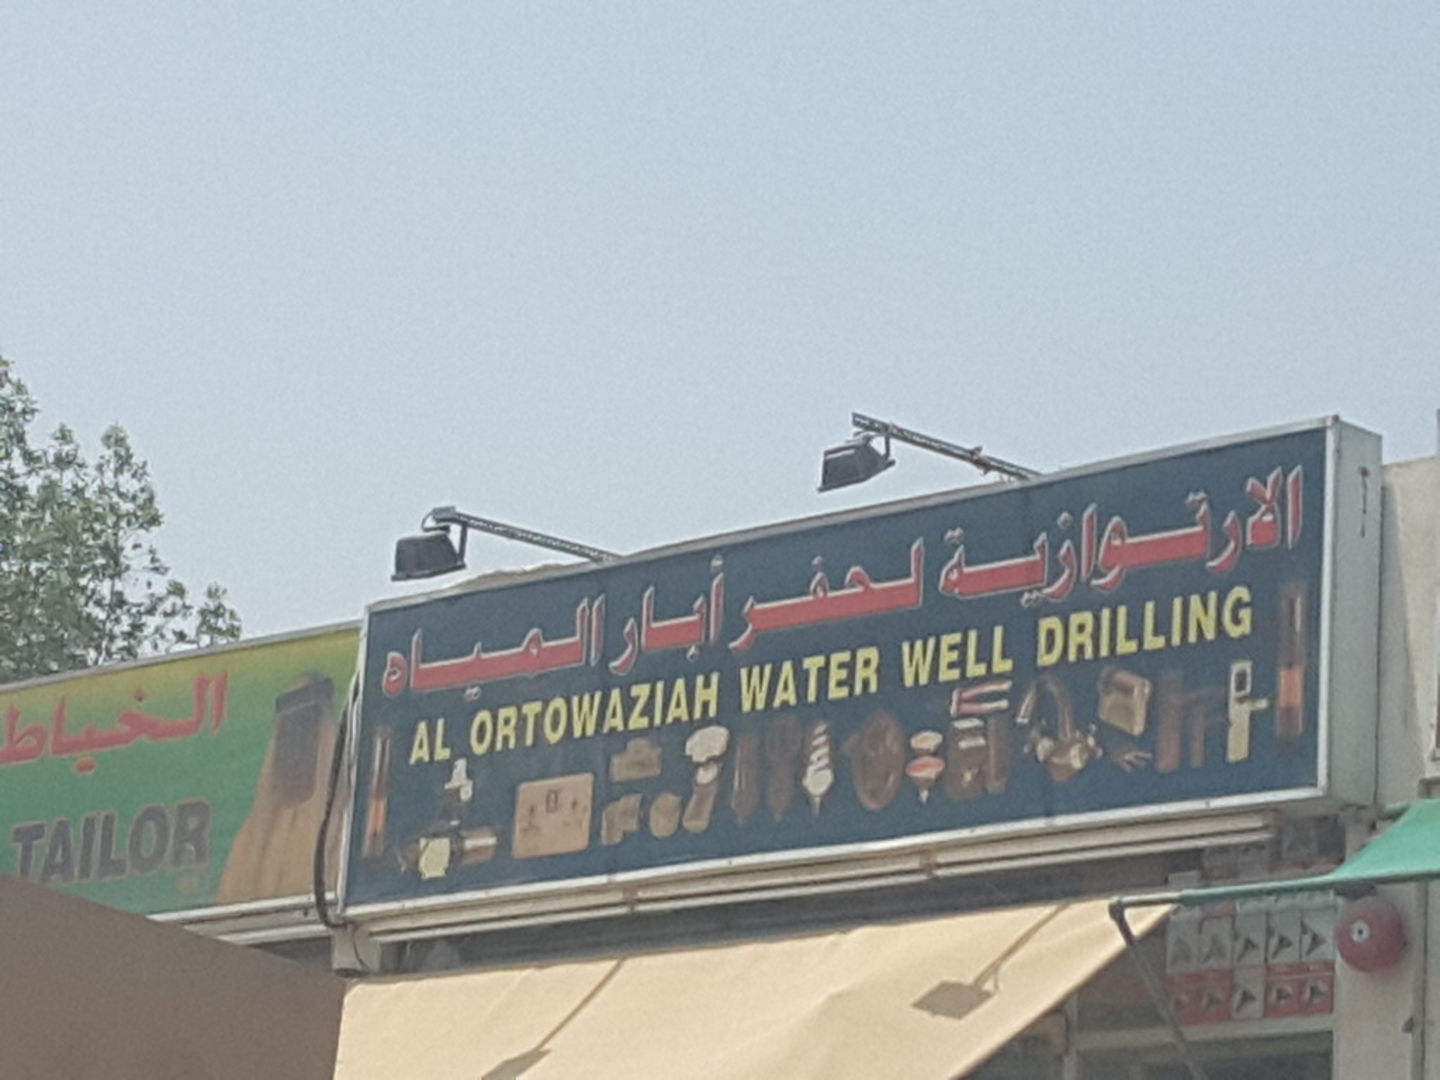 الارتوازية لحفر أبار المياه
AL ORTOWAZIAH WATER WELL DRILLING
الخياط
TAILOR